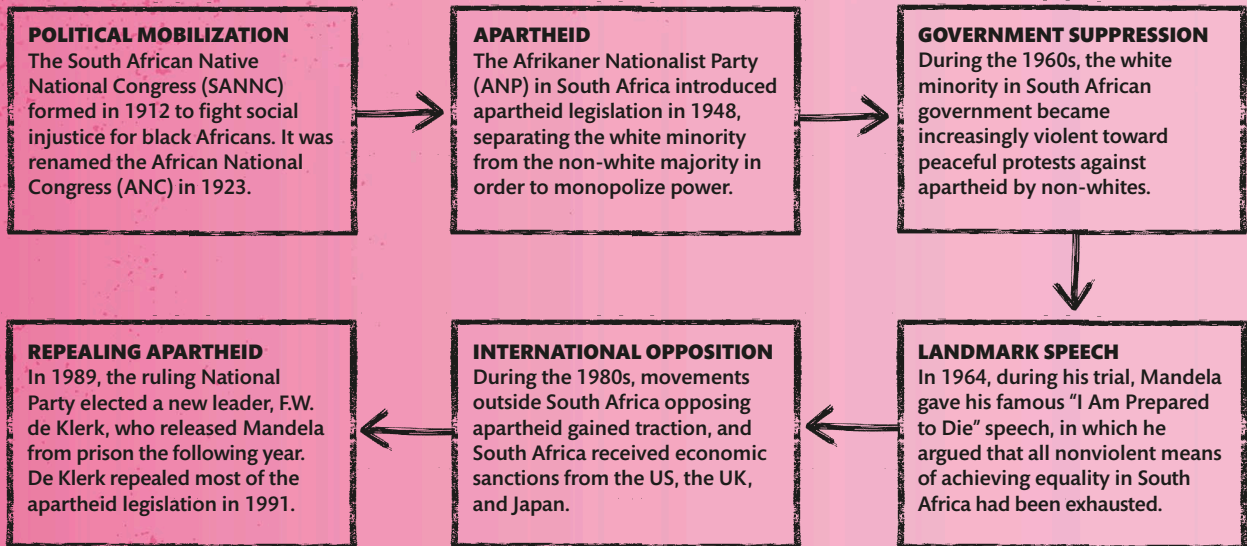 POLITICAL MOBILIZATION
The South African Native
National Congress (SANNC)
formed in 1912 to fight social
injustice for black Africans. It was
renamed the African National
Congress (ANC) in 1923.
APARTHEID
The Afrikaner Nationalist Party
(ANP) in South Africa introduced
apartheid legislation in 1948,
separating the white minority
from the non-white majority in
order to monopolize power.
GOVERNMENT SUPPRESSION
During the 1960s, the white
minority in South African
government became
increasingly violent toward
peaceful protests against
apartheid by non-whites.
LANDMARK SPEECH
In 1964, during his trial, Mandela
gave his famous “I Am Prepared
to Die” speech, in which he
argued that all nonviolent means
of achieving equality in South
Africa had been exhausted.
INTERNATIONAL OPPOSITION
During the 1980s, movements
outside South Africa opposing
apartheid gained traction, and
South Africa received economic
sanctions from the US, the UK,
and Japan.
REPEALING APARTHEID
In 1989, the ruling National
Party elected a new leader, F.W.
de Klerk, who released Mandela
from prison the following year.
De Klerk repealed most of the
apartheid legislation in 1991.